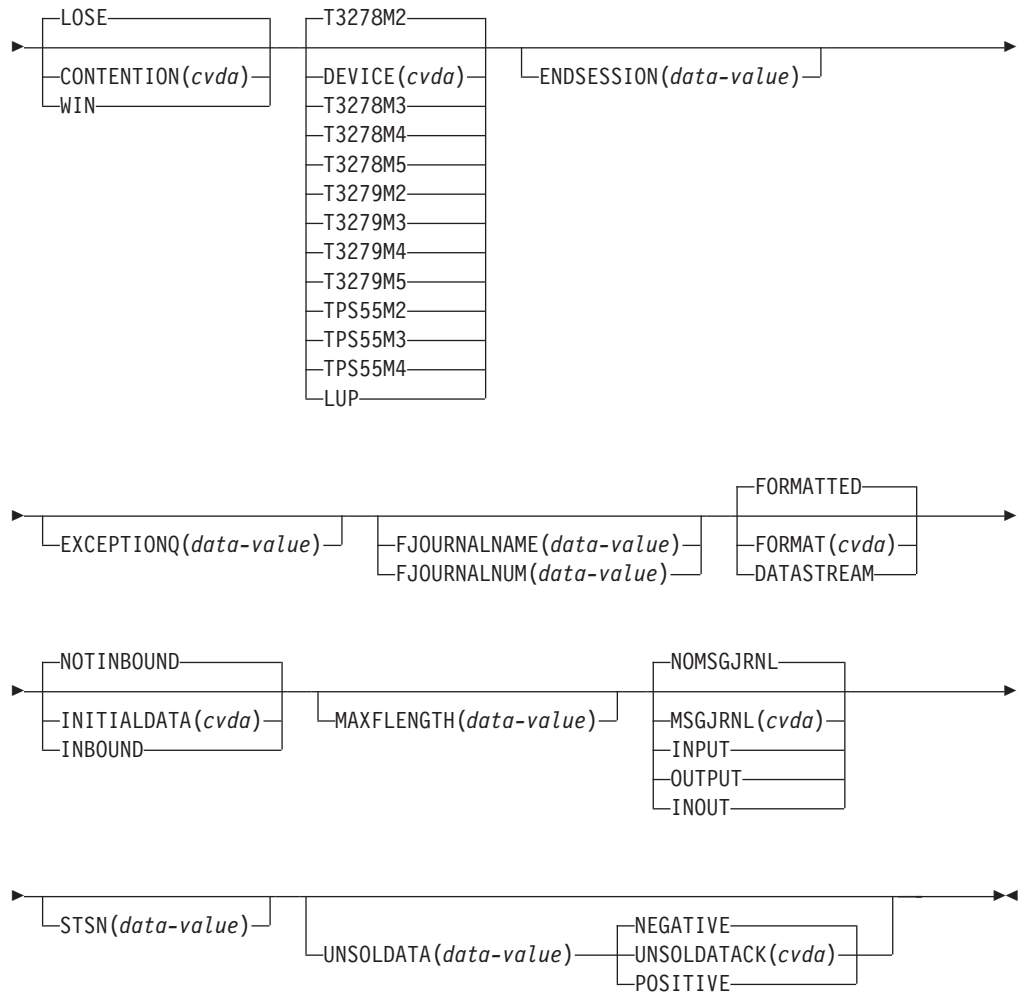 LOSE T3278M2
CONTENTION(cvda) DEVICE(cvda) ENDSESSION(data-value)
WIN T3278M3
T3278M4
T3278M5
T3279M2
T3279M3
T3279M4
T3279M5
TPS55M2
TPS55M3
TPS55M4
LUP
FORMATTED
EXCEPTIONQ(data-value) FJOURNALNAME(data-value) FORMAT(cvda)
FJOURNALNUM(data-value) DATASTREAM
NOTINBOUND NOMSGJRNL
INITIALDATA(cvda) MAXFLENGTH(data-value) MSGJRNL(cvda)
INBOUND INPUT
OUTPUT
INOUT
STSN(data-value) NEGATIVE
UNSOLDATA(data-value) UNSOLDATACK(cvda)
POSITIVE